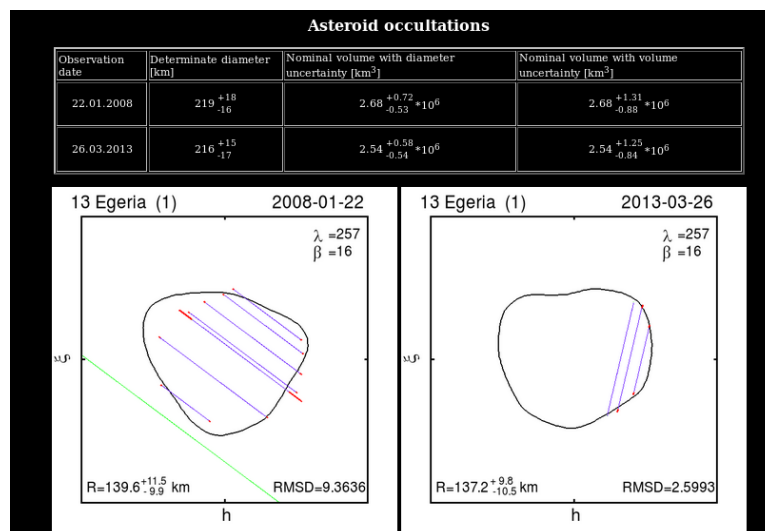 Asteroid occultations
Observation date | Determinate diameter [km] | Nominal volume with diameter uncertainty [km³] | Nominal volume with volume uncertainty [km³]
22.01.2008 | 219 +18 -16 | 2.68 +0.72 -0.53 *10⁶ | 2.68 +1.31 -0.88 *10⁶
26.03.2013 | 216 +15 -17 | 2.54 +0.58 -0.54 *10⁶ | 2.54 +1.25 -0.84 *10⁶
13 Egeria (1) 2008-01-22
λ =257
β =16
ξ
R=139.6 +11.5 - 9.9 km RMSD=9.3636
h
13 Egeria (1) 2013-03-26
λ =257
β =16
ξ
R=137.2 + 9.8 -10.5 km RMSD=2.5993
h